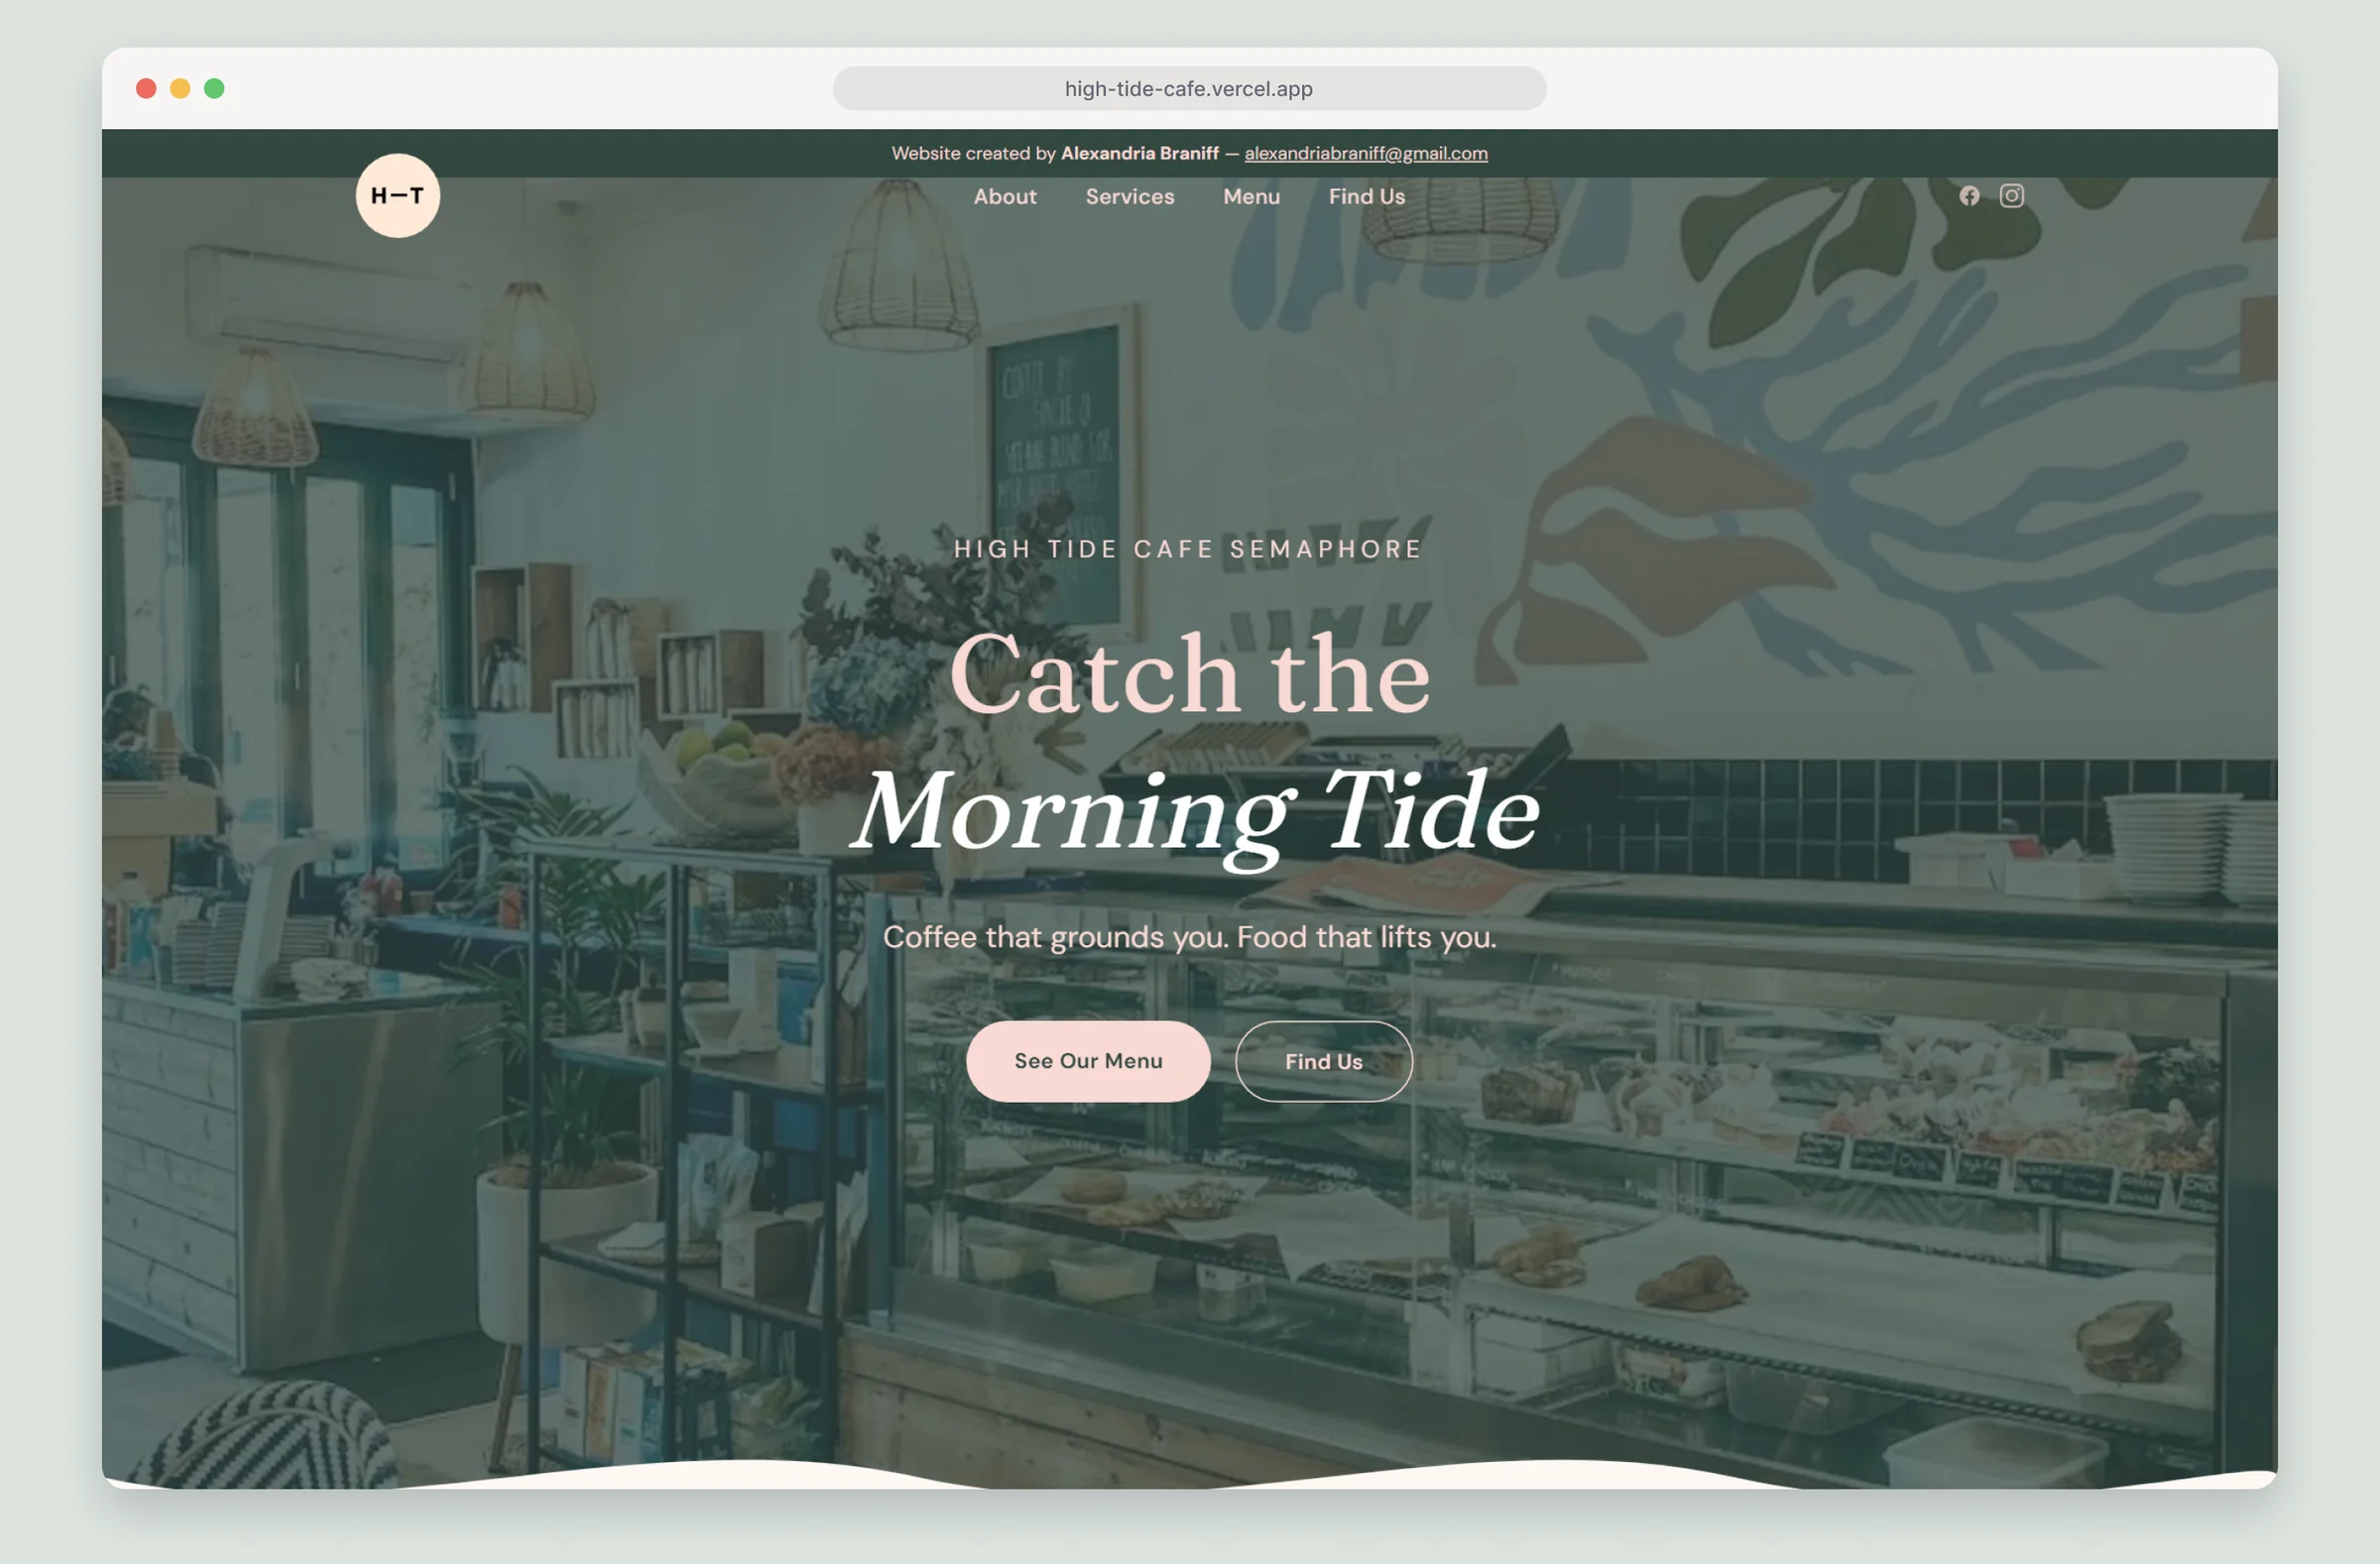 high-tide-cafe.vercel.app
Website created by Alexandria Braniff — alexandriabraniff@gmail.com
H—T
About Services Menu Find Us
HIGH TIDE CAFE SEMAPHORE
Catch the
Morning Tide
Coffee that grounds you. Food that lifts you.
See Our Menu Find Us